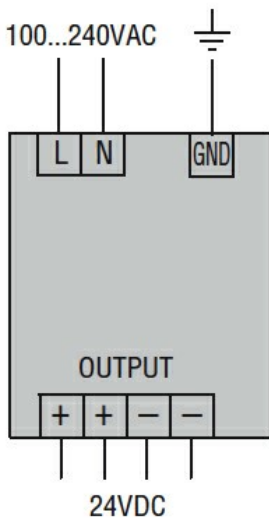 100...240VAC
L N GND
OUTPUT
+ + − −
24VDC